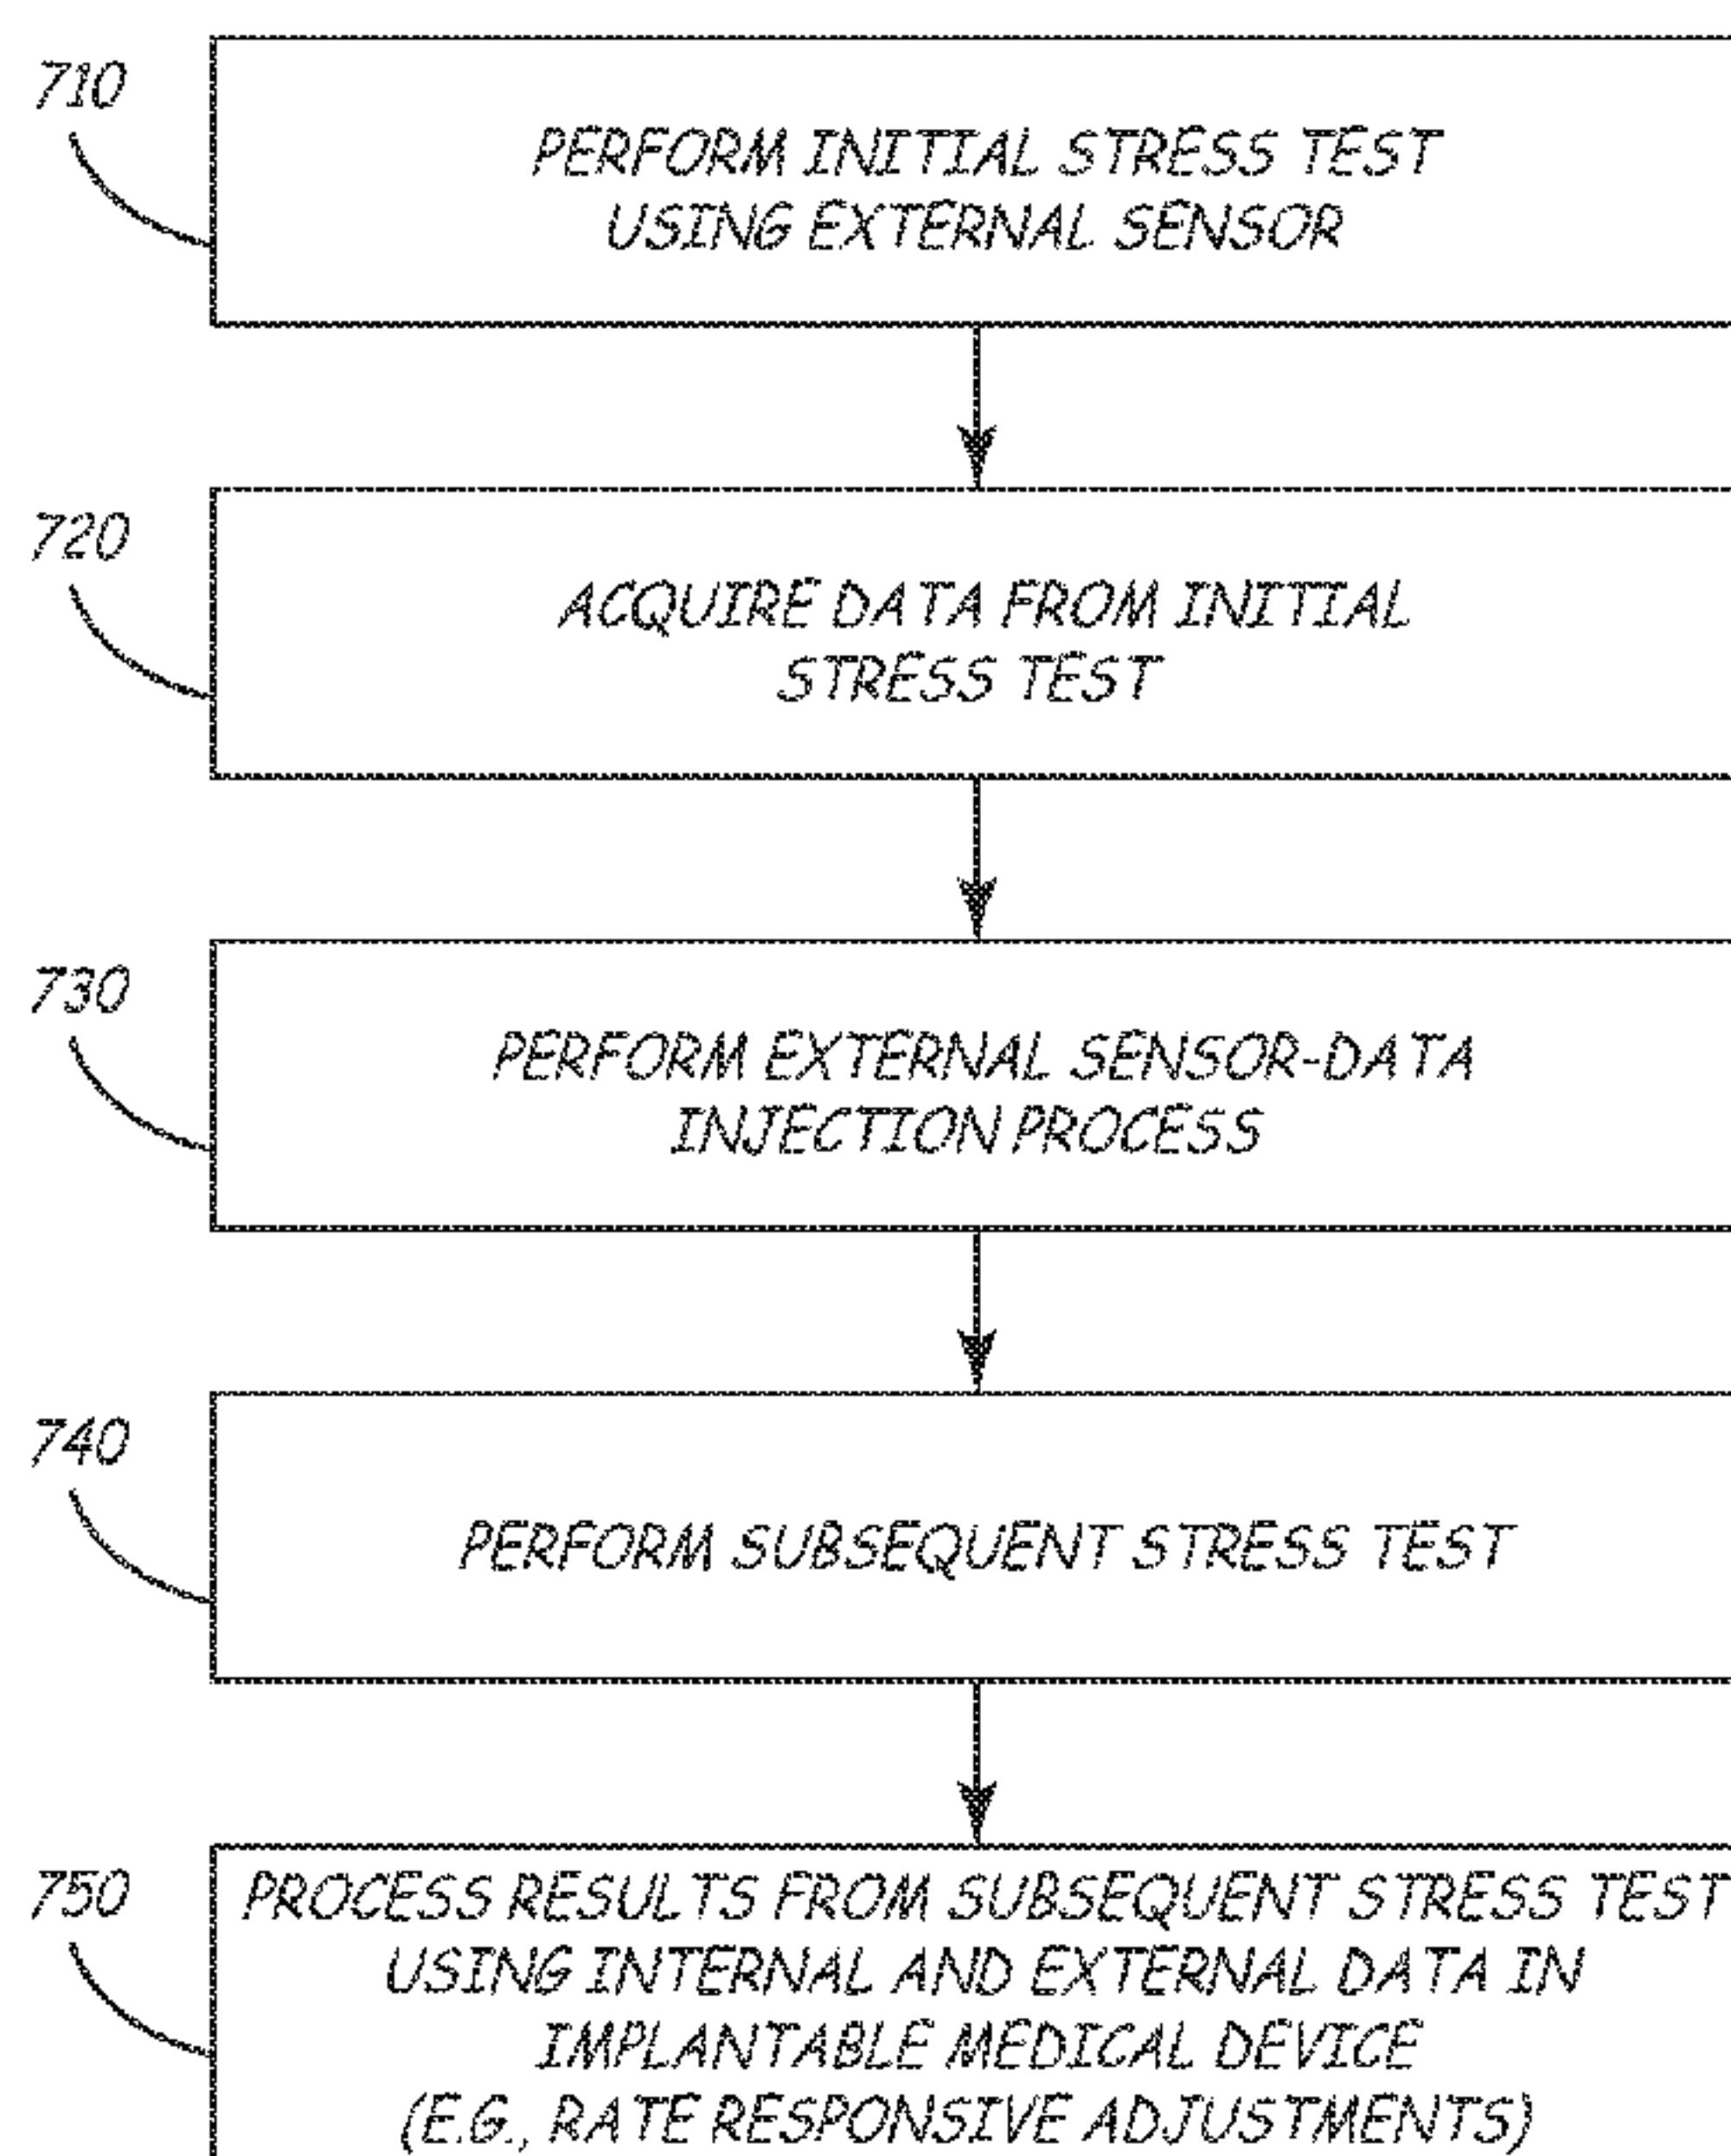 710
PERFORM INITIAL STRESS TEST
USING EXTERNAL SENSOR
720
ACQUIRE DATA FROM INITIAL
STRESS TEST
730
PERFORM EXTERNAL SENSOR-DATA
INJECTION PROCESS
740
PERFORM SUBSEQUENT STRESS TEST
750
PROCESS RESULTS FROM SUBSEQUENT STRESS TEST
USING INTERNAL AND EXTERNAL DATA IN
IMPLANTABLE MEDICAL DEVICE
(E.G., RATE RESPONSIVE ADJUSTMENTS)